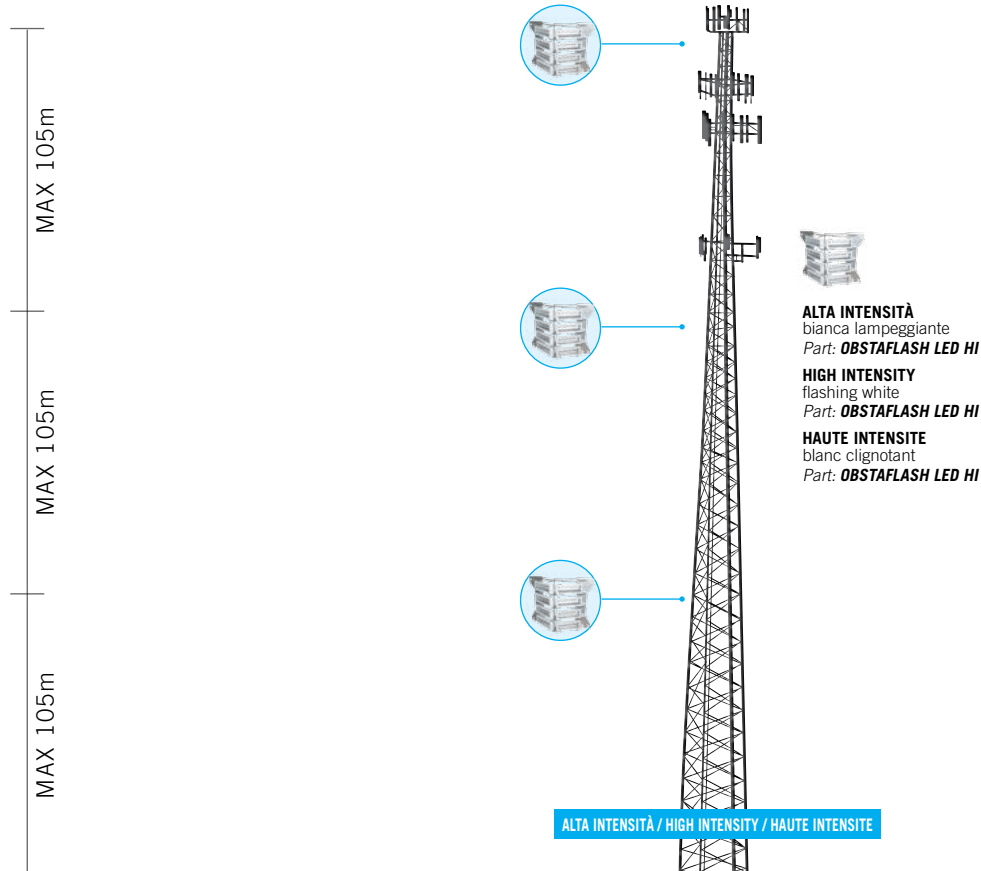 MAX 105m
MAX 105m
MAX 105m
ALTA INTENSITÀ
bianca lampeggiante
Part: OBSTAFLASH LED HI
HIGH INTENSITY
flashing white
Part: OBSTAFLASH LED HI
HAUTE INTENSITE
blanc clignotant
Part: OBSTAFLASH LED HI
ALTA INTENSITÀ / HIGH INTENSITY / HAUTE INTENSITE